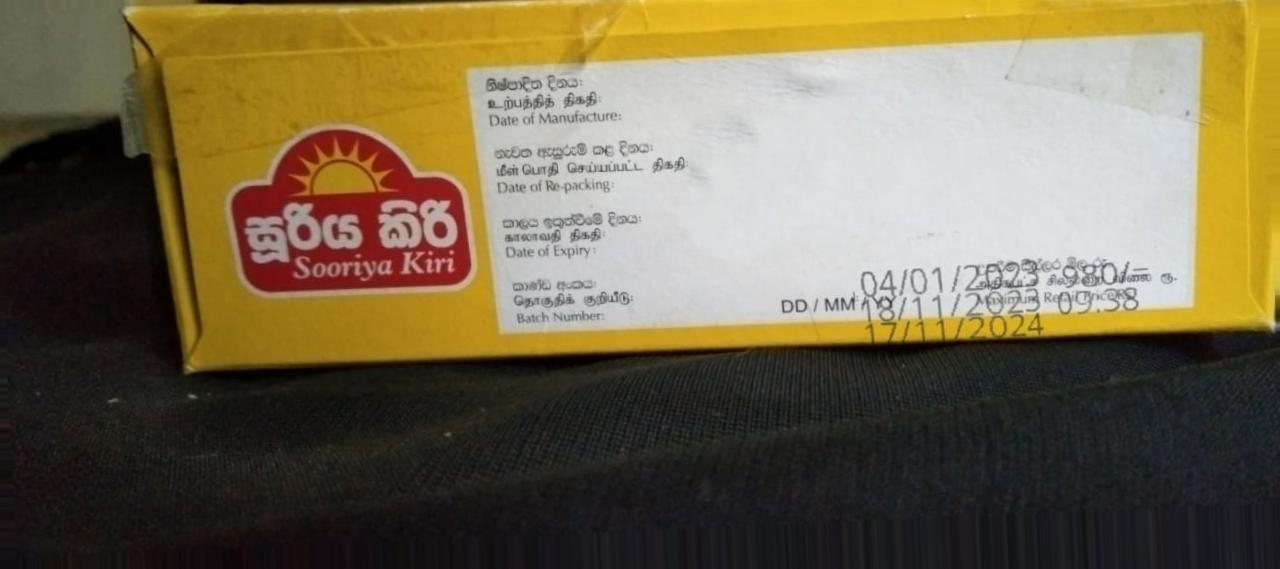 සූරිය කිරි
Sooriya Kiri
නිෂ්පාදිත දිනය:
உற்பத்தித் திகதி:
Date of Manufacture:
නැවත ඇසුරුම් කළ දිනය:
மீள் பொதி செய்யப்பட்ட திகதி:
Date of Re-packing:
කාලය ඉකුත්වීමේ දිනය:
காலாவதி திகதி:
Date of Expiry:
කාණ්ඩ අංකය:
தொகுதிக் குறியீடு:
Batch Number:
DD / MM / YY
Maximum Retail Price Rs.
04/01/2023 980/=
18/11/2023 09.38
17/11/2024